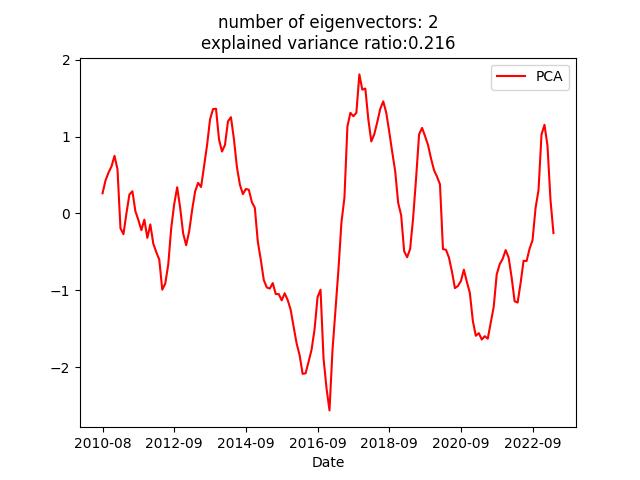 number of eigenvectors: 2
explained variance ratio:0.216
PCA
2
1
0
−1
−2
2010-08 2012-09 2014-09 2016-09 2018-09 2020-09 2022-09
Date